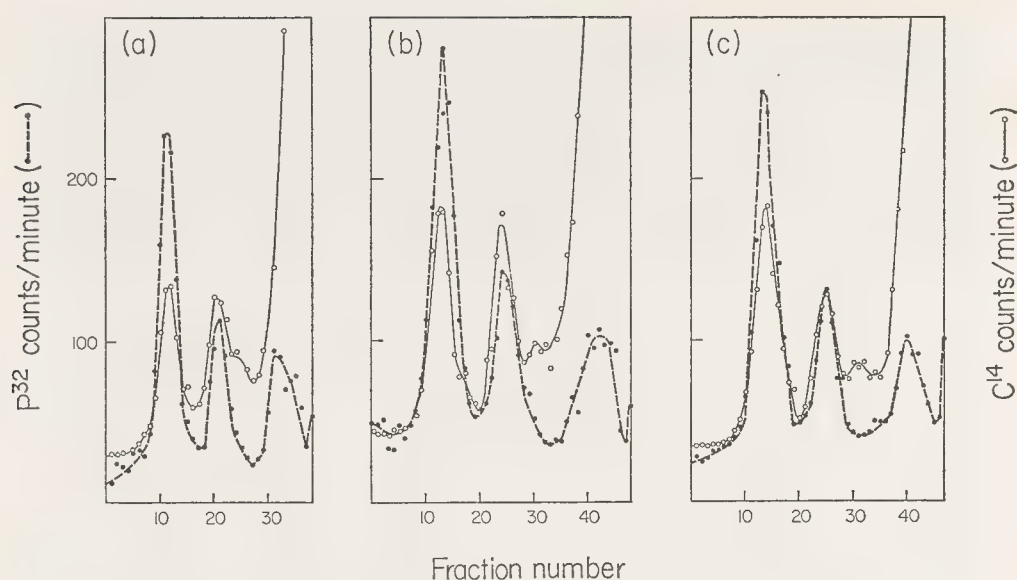 (a)
(b)
(c)
P32 counts/minute (•----•)
200
100
C14 counts/minute (o—o)
10 20 30
10 20 30 40
10 20 30 40
Fraction number